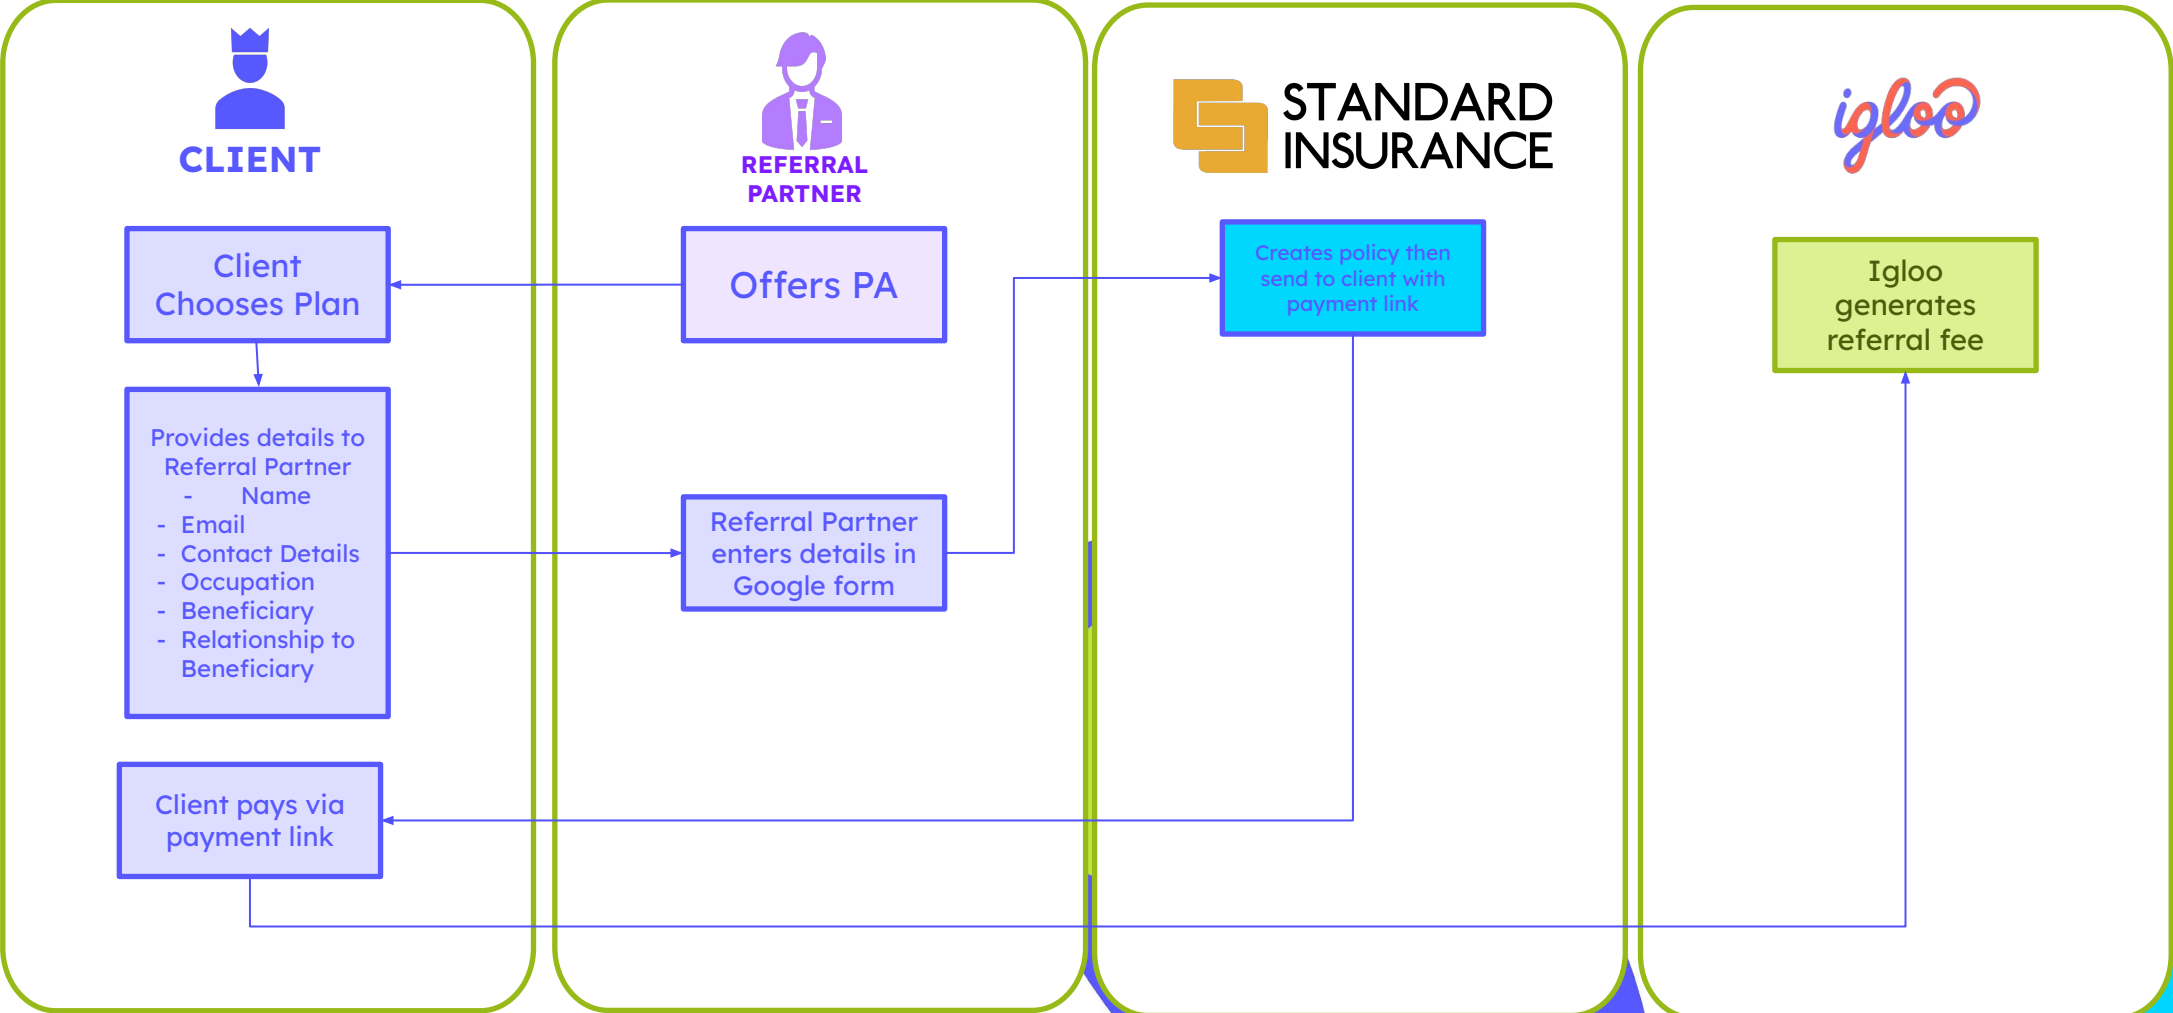 CLIENT
Client
Chooses Plan
Provides details to
Referral Partner
- Name
- Email
- Contact Details
- Occupation
- Beneficiary
- Relationship to
Beneficiary
Client pays via
payment link
REFERRAL
PARTNER
Offers PA
Referral Partner
enters details in
Google form
STANDARD
INSURANCE
Creates policy then
send to client with
payment link
igloo
Igloo
generates
referral fee